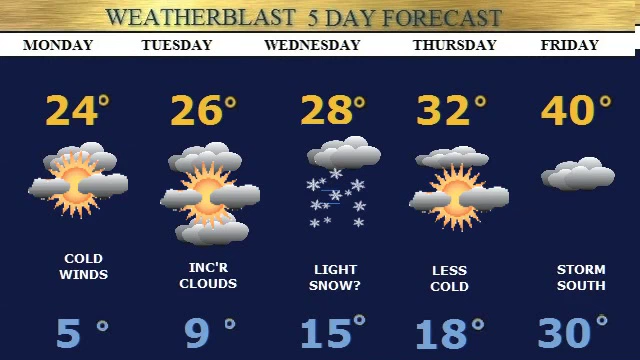 WEATHERBLAST 5 DAY FORECAST
MONDAY TUESDAY WEDNESDAY THURSDAY FRIDAY
24° 26° 28° 32° 40°
COLD WINDS
INC'R CLOUDS
LIGHT SNOW?
LESS COLD
STORM SOUTH
5° 9° 15° 18° 30°